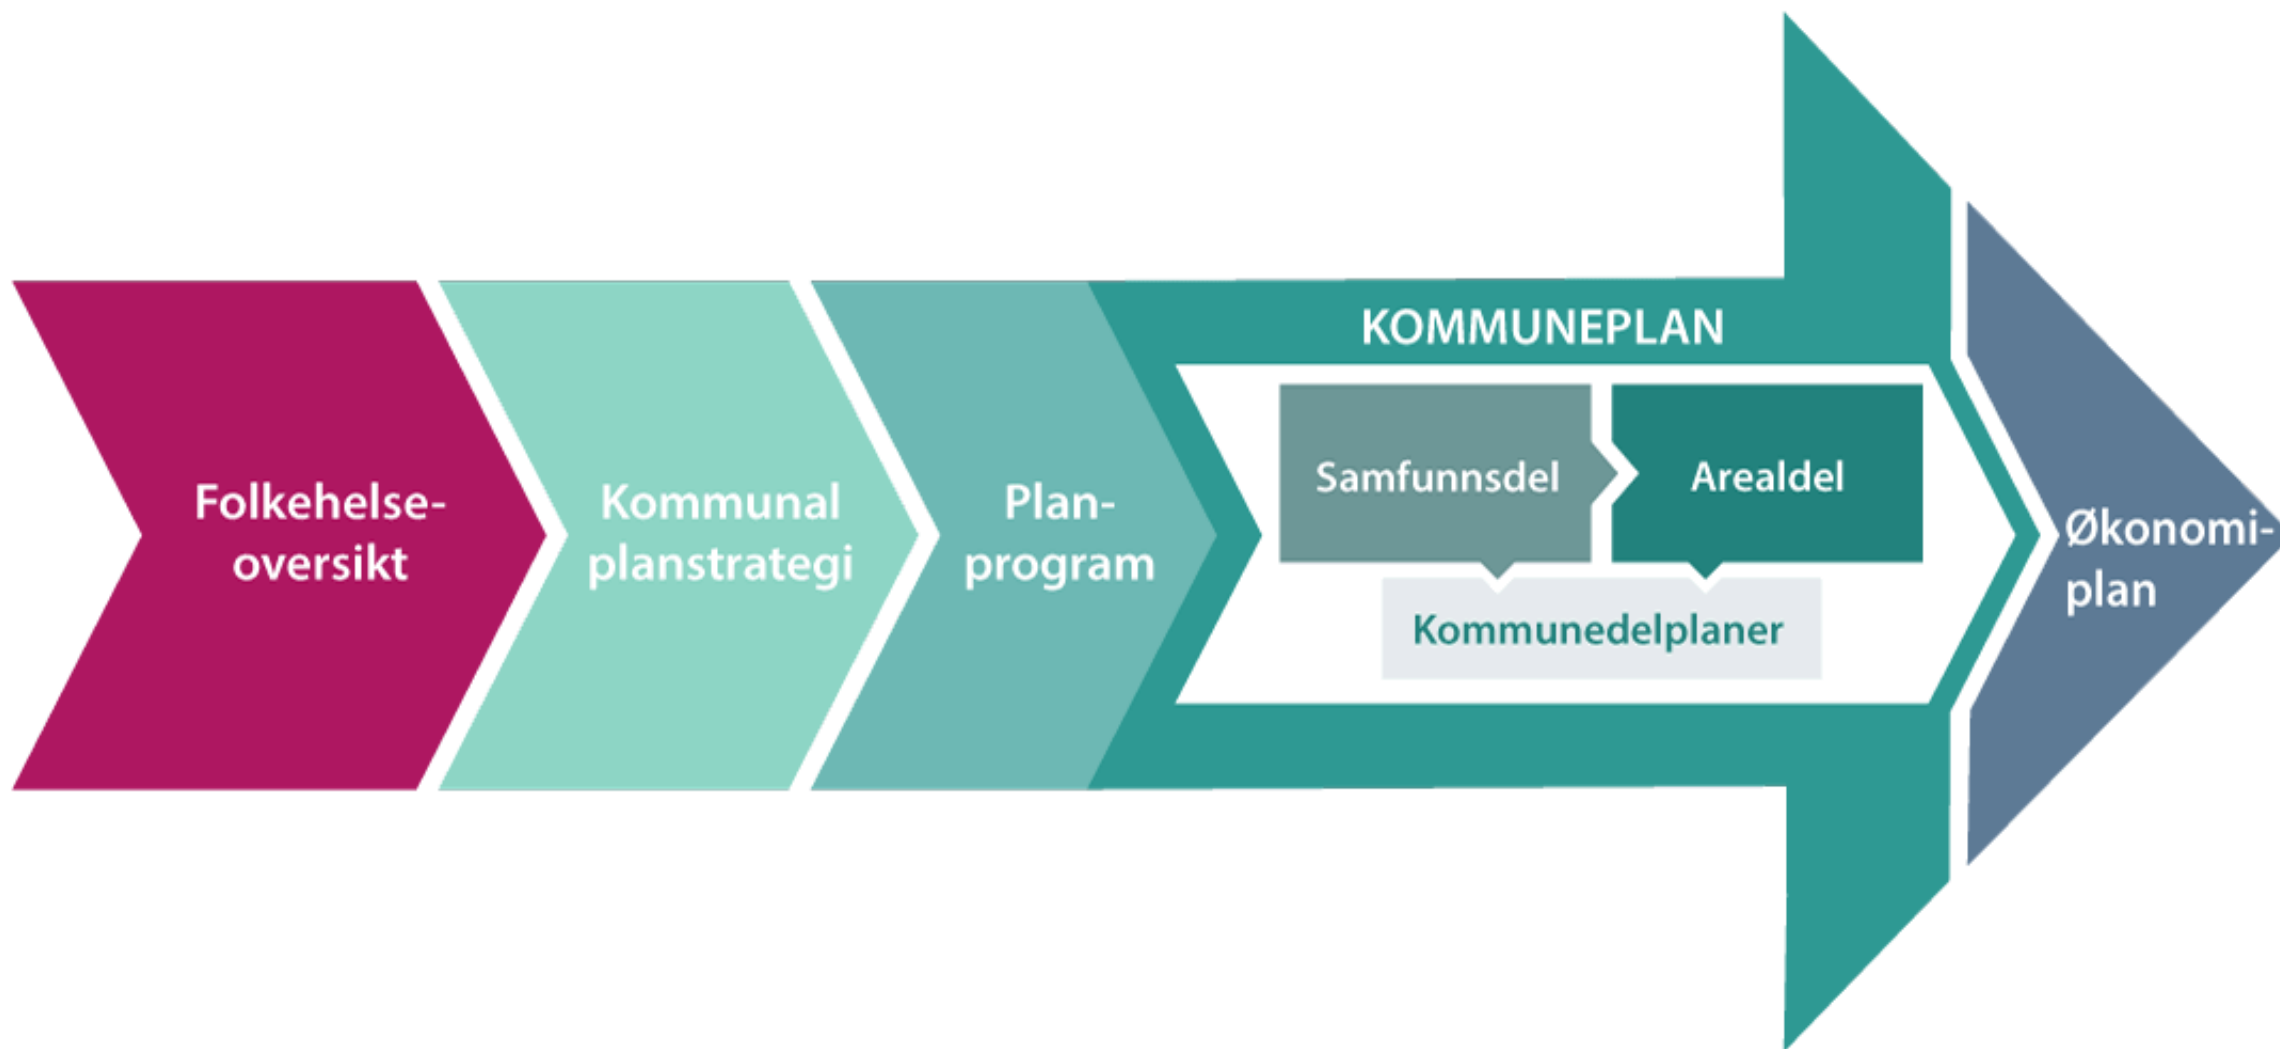 Folkehelse-
oversikt
Kommunal
planstrategi
Plan-
program
KOMMUNEPLAN
Samfunnsdel
Arealdel
Kommunedelplaner
Økonomi-
plan